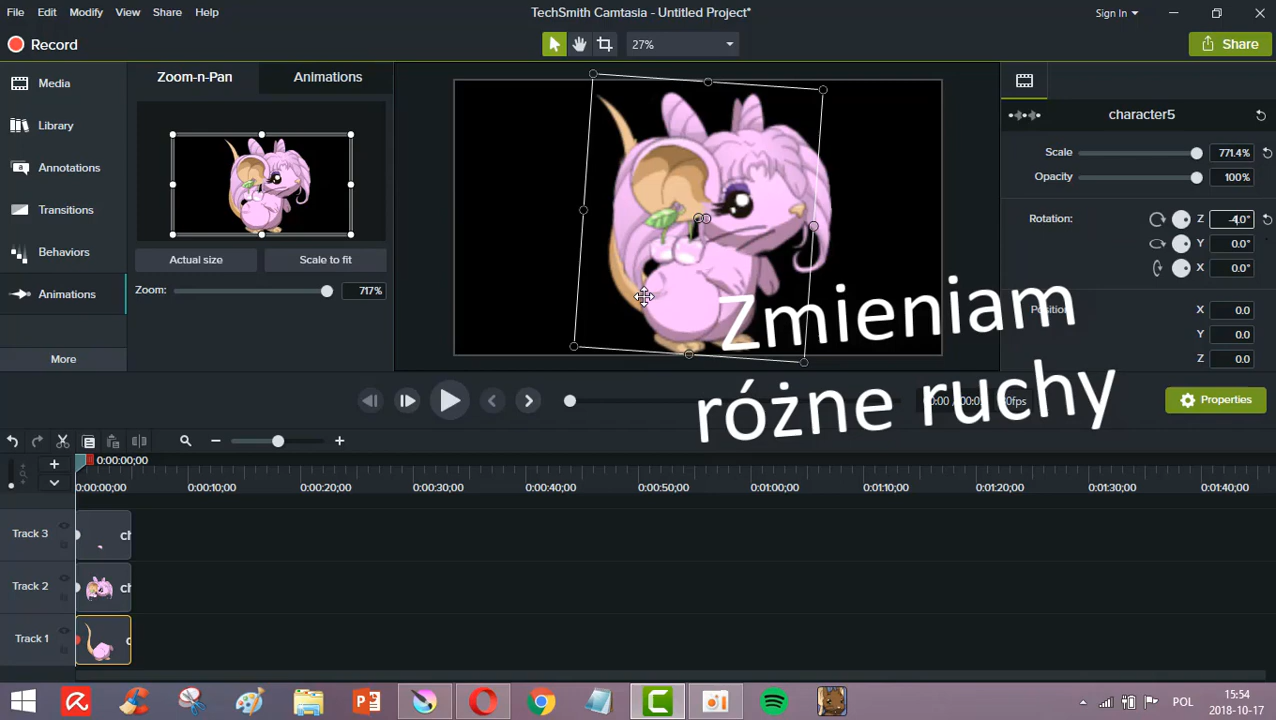 File Edit Modify View Share Help TechSmith Camtasia - Untitled Project* Sign In
Record 27% Share
Media Zoom-n-Pan Animations
Library
Annotations
Transitions
Behaviors
Animations
More
Actual size Scale to fit
Zoom: 717%
character5
Scale 771.4%
Opacity 100%
Rotation: Z -4.0°
Y 0.0°
X 0.0°
Position: X 0.0
Y 0.0
Z 0.0
Zmieniam
różne ruchy
Properties
0:00:00;00
0:00:00;00 0:00:10;00 0:00:20;00 0:00:30;00 0:00:40;00 0:00:50;00 0:01:00;00 0:01:10;00 0:01:20;00 0:01:30;00 0:01:40;00
Track 3 ch
Track 2 ch
Track 1
POL 15:54
2018-10-17